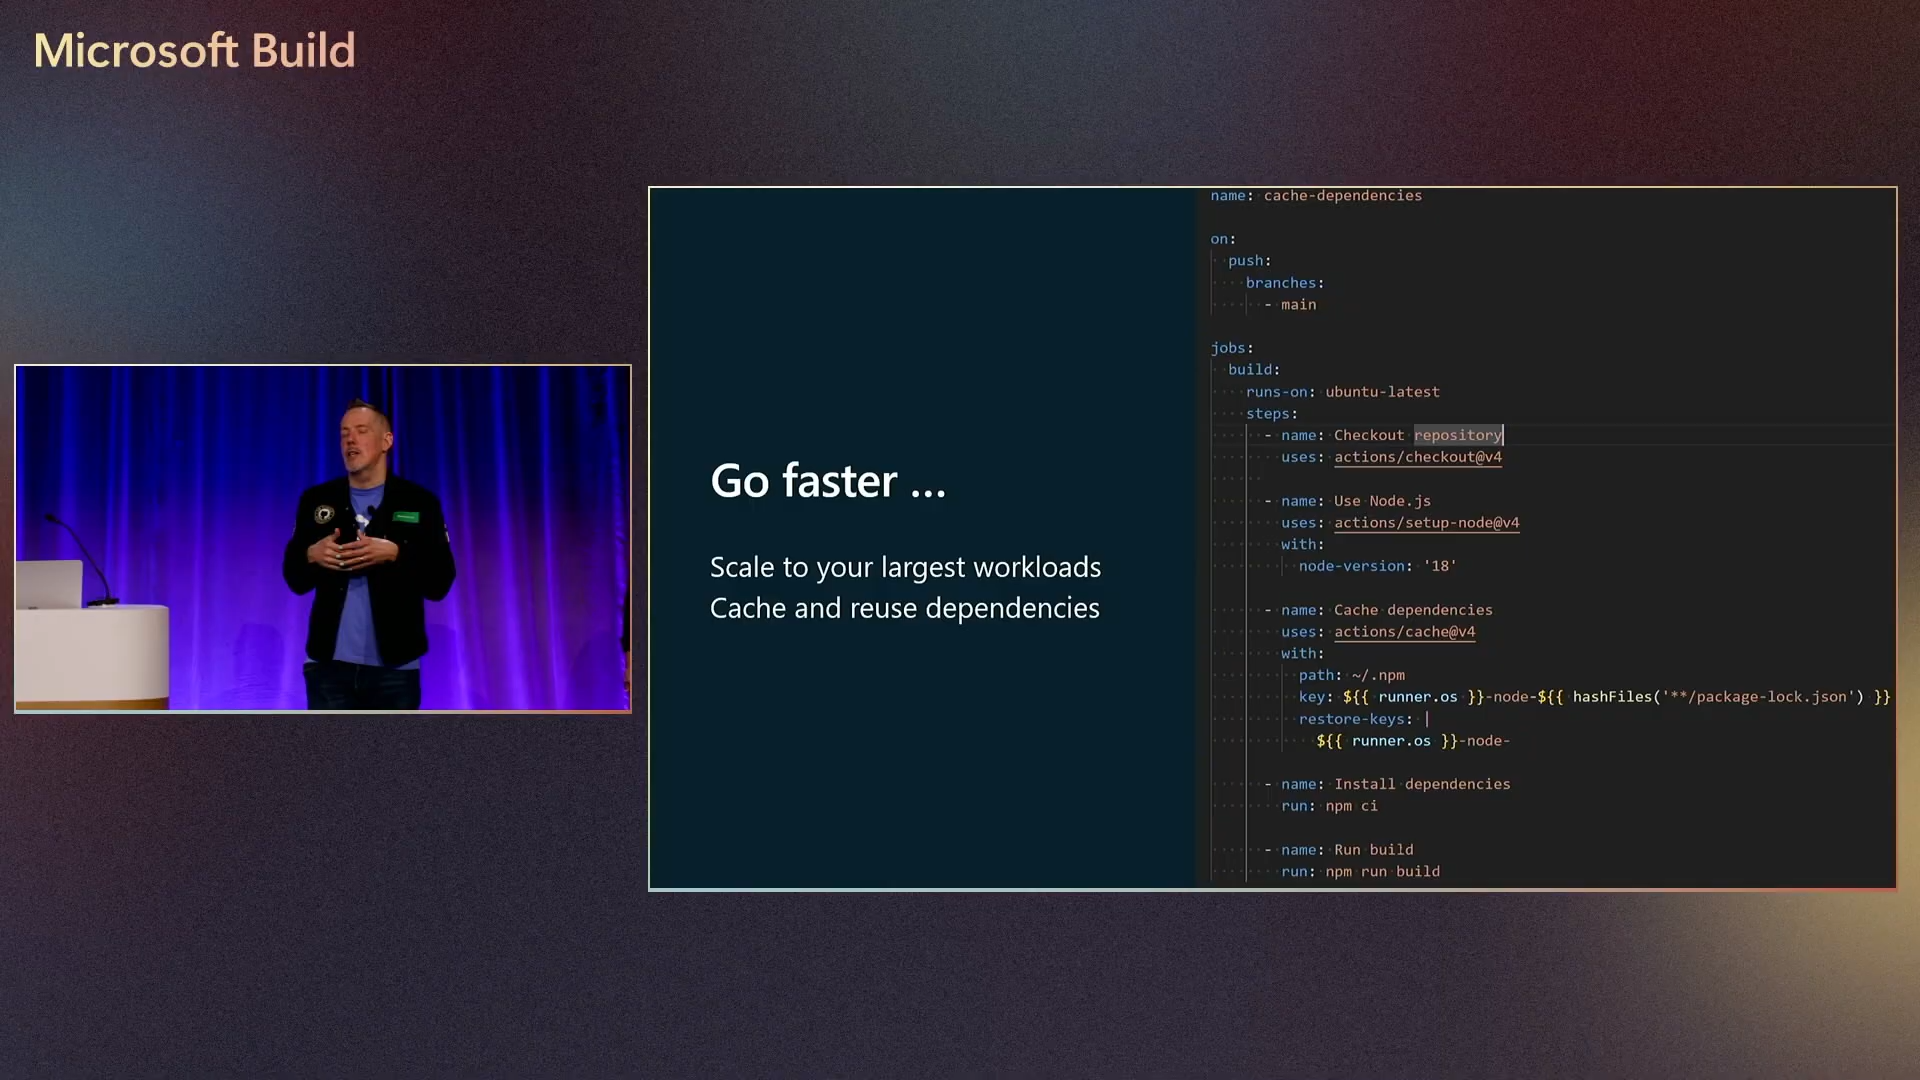 Microsoft Build
Go faster ...
Scale to your largest workloads
Cache and reuse dependencies
name: cache-dependencies
on:
push:
branches:
- main
jobs:
build:
runs-on: ubuntu-latest
steps:
- name: Checkout repository
uses: actions/checkout@v4
- name: Use Node.js
uses: actions/setup-node@v4
with:
node-version: '18'
- name: Cache dependencies
uses: actions/cache@v4
with:
path: ~/.npm
key: ${{ runner.os }}-node-${{ hashFiles('**/package-lock.json') }}
restore-keys: |
${{ runner.os }}-node-
- name: Install dependencies
run: npm ci
- name: Run build
run: npm run build